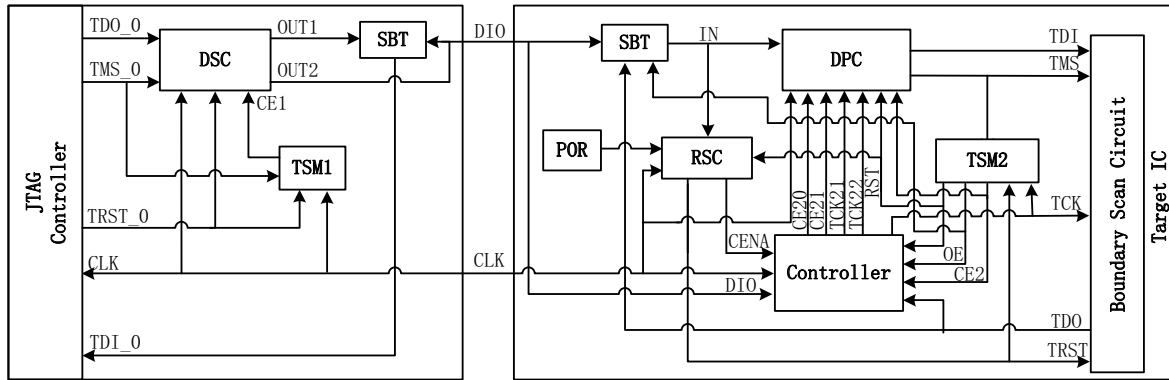 TDO_0
TMS_0
TRST_0
CLK
TDI_0
JTAG
Controller
DSC
OUT1
OUT2
CE1
SBT
TSM1
DIO
CLK
SBT
IN
POR
RSC
DPC
CE20
CE21
TCK21
TCK22
RST
CENA
DIO
Controller
OE
CE2
TSM2
TDI
TMS
TCK
TDO
TRST
Boundary Scan Circuit
Target IC